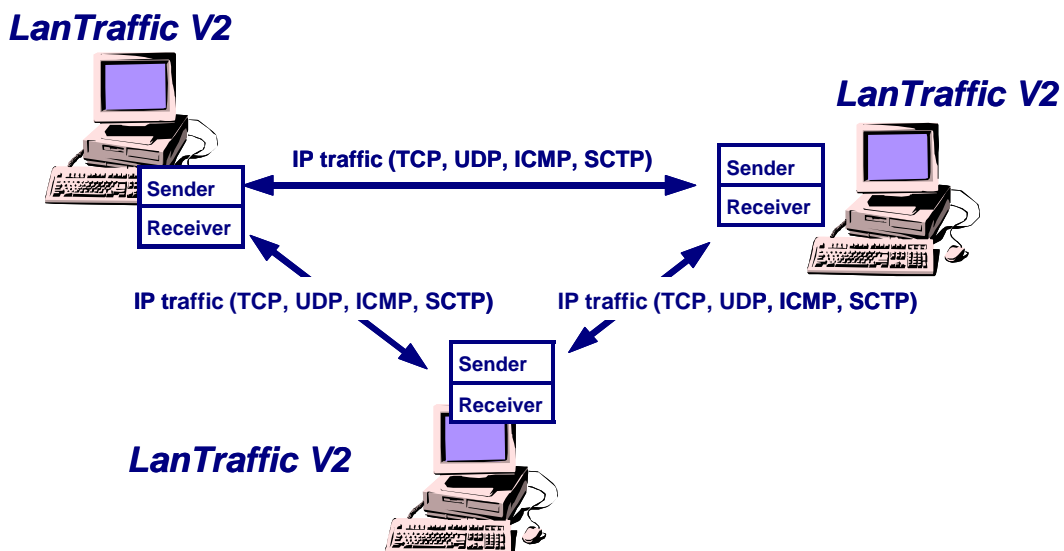 LanTraffic V2
LanTraffic V2
IP traffic (TCP, UDP, ICMP, SCTP)
Sender
Receiver
Sender
Receiver
IP traffic (TCP, UDP, ICMP, SCTP)
IP traffic (TCP, UDP, ICMP, SCTP)
Sender
Receiver
LanTraffic V2